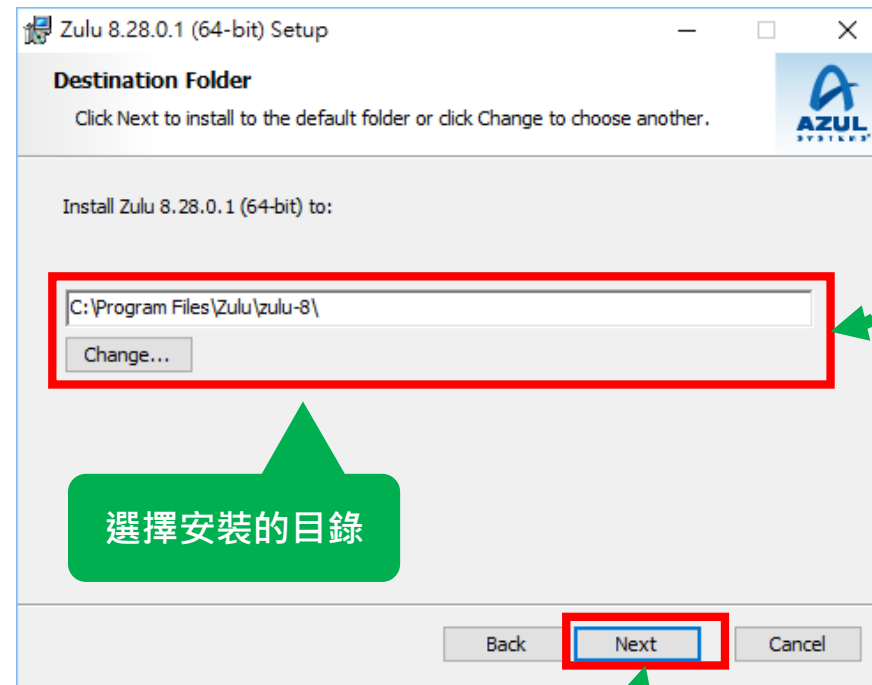 Zulu 8.28.0.1 (64-bit) Setup
Destination Folder
Click Next to install to the default folder or click Change to choose another.
AZUL
SYSTEMS
Install Zulu 8.28.0.1 (64-bit) to:
C:\Program Files\Zulu\zulu-8\
Change...
選擇安裝的目錄
Back Next Cancel